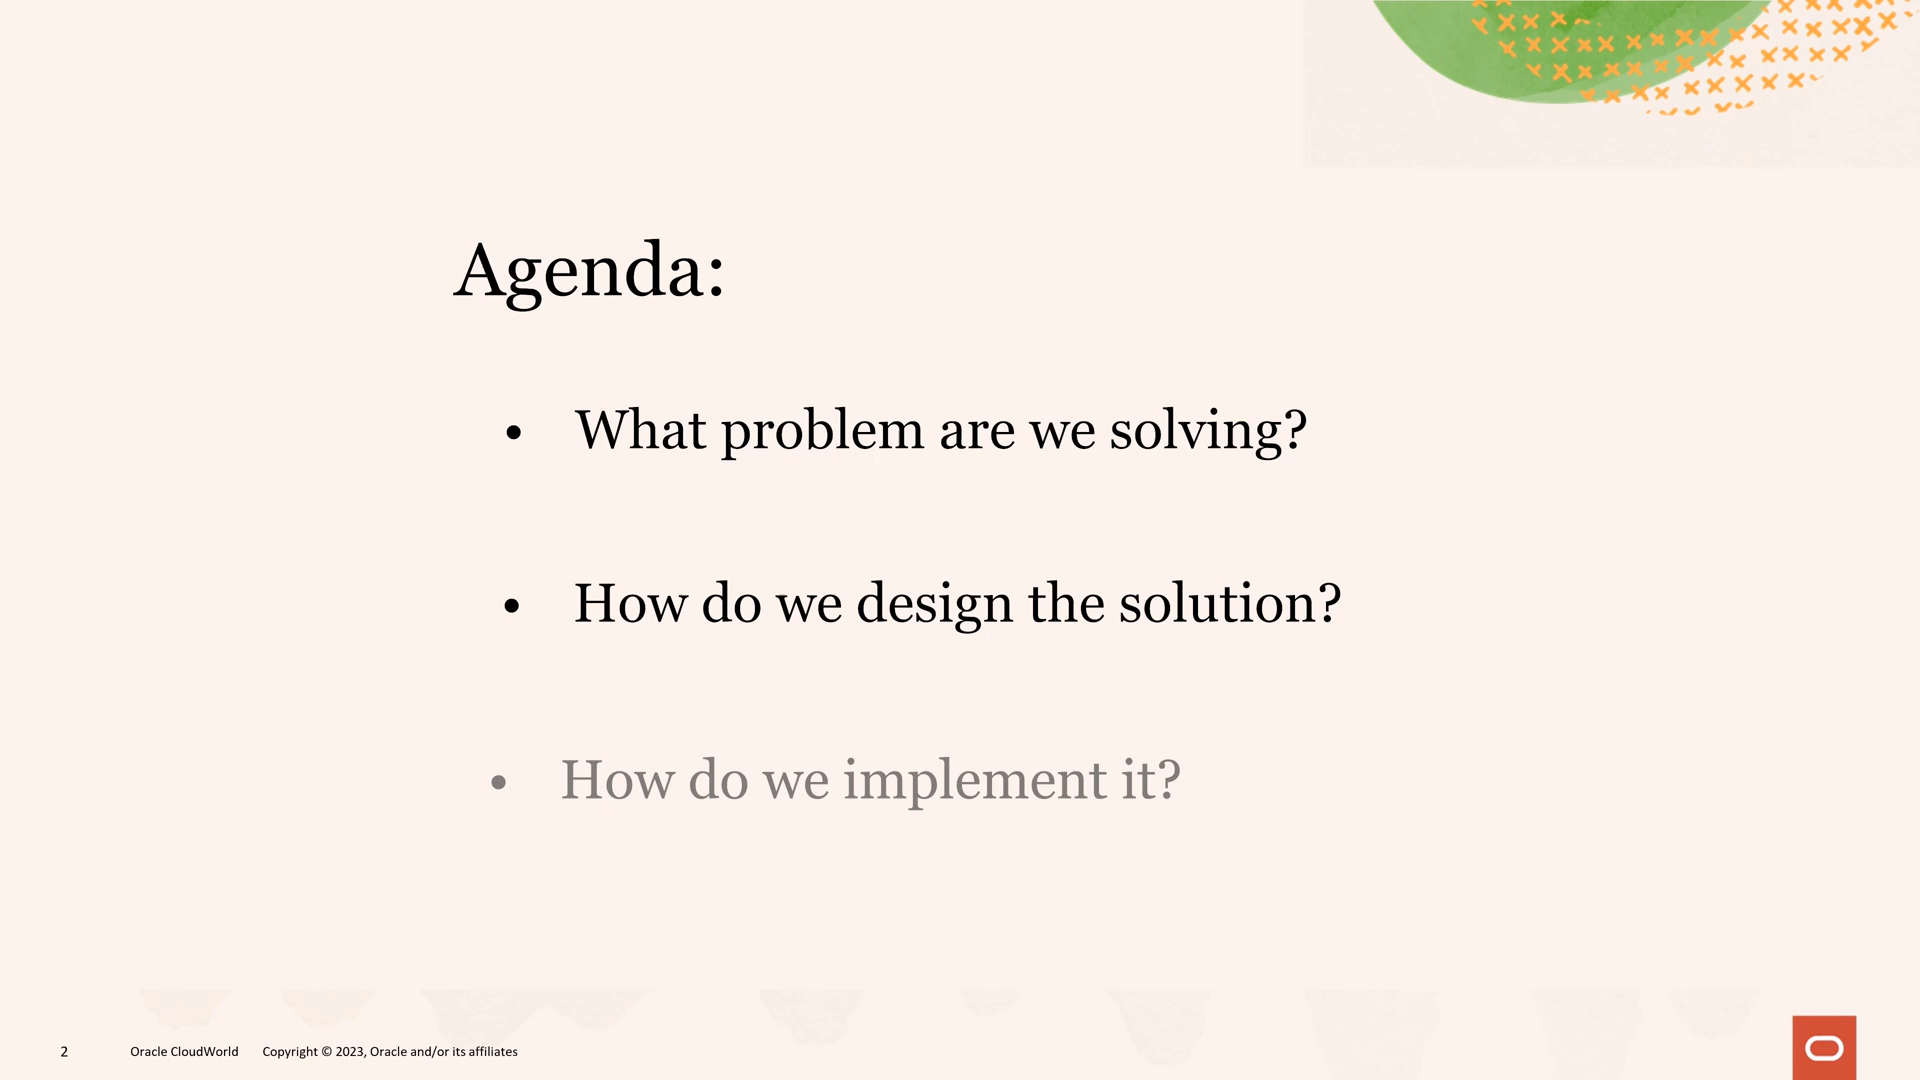 Agenda:
• What problem are we solving?
• How do we design the solution?
• How do we implement it?
2 Oracle CloudWorld Copyright © 2023, Oracle and/or its affiliates